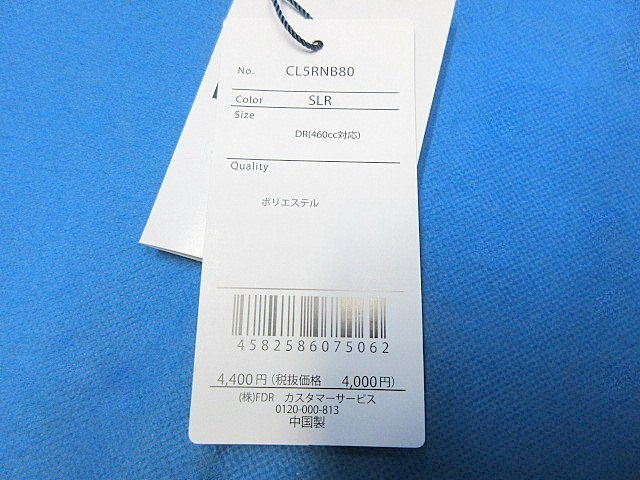 No. CL5RNB80
Color SLR
Size
DR(460cc対応)
Quality
ポリエステル
4582586075062
4,400円(税抜価格 4,000円)
(株)FDR カスタマーサービス
0120-000-813
中国製